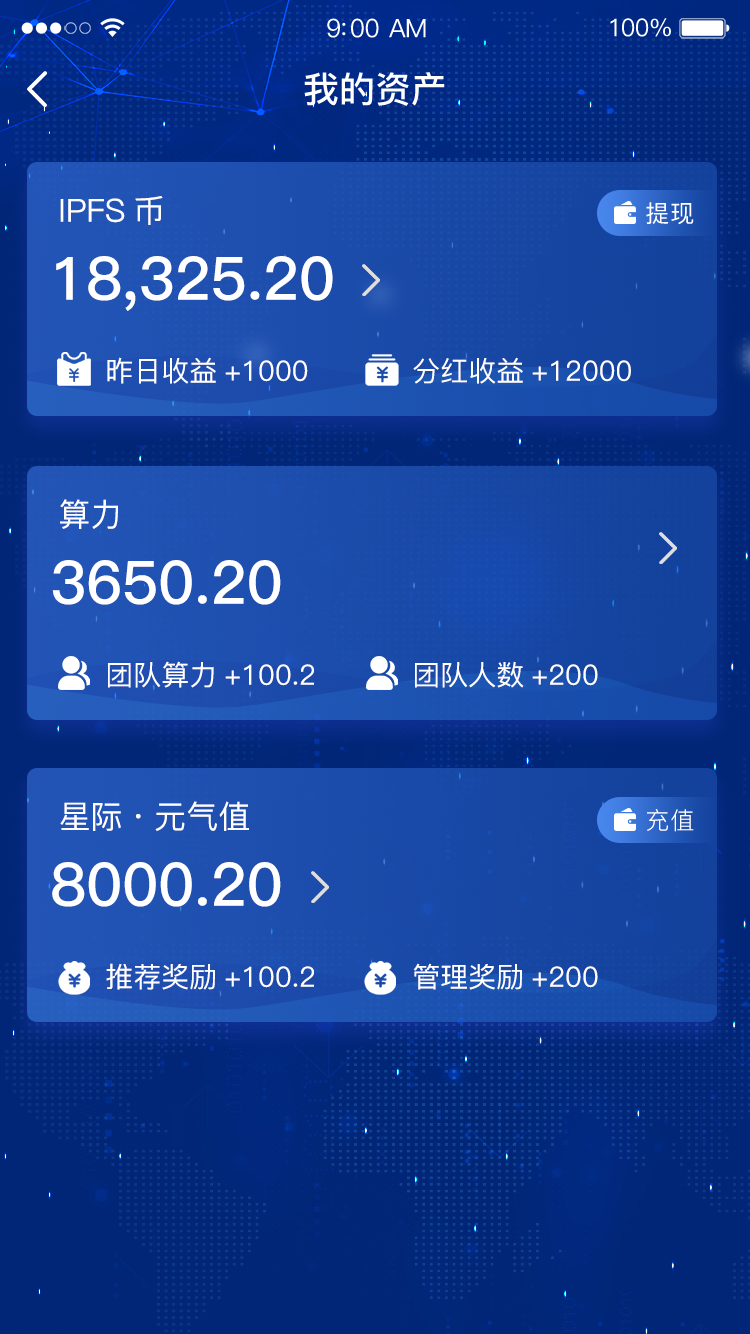 9:00 AM 100%
我的资产
IPFS 币
提现
18,325.20
昨日收益 +1000 分红收益 +12000
算力
3650.20
团队算力 +100.2 团队人数 +200
星际 · 元气值
充值
8000.20
推荐奖励 +100.2 管理奖励 +200